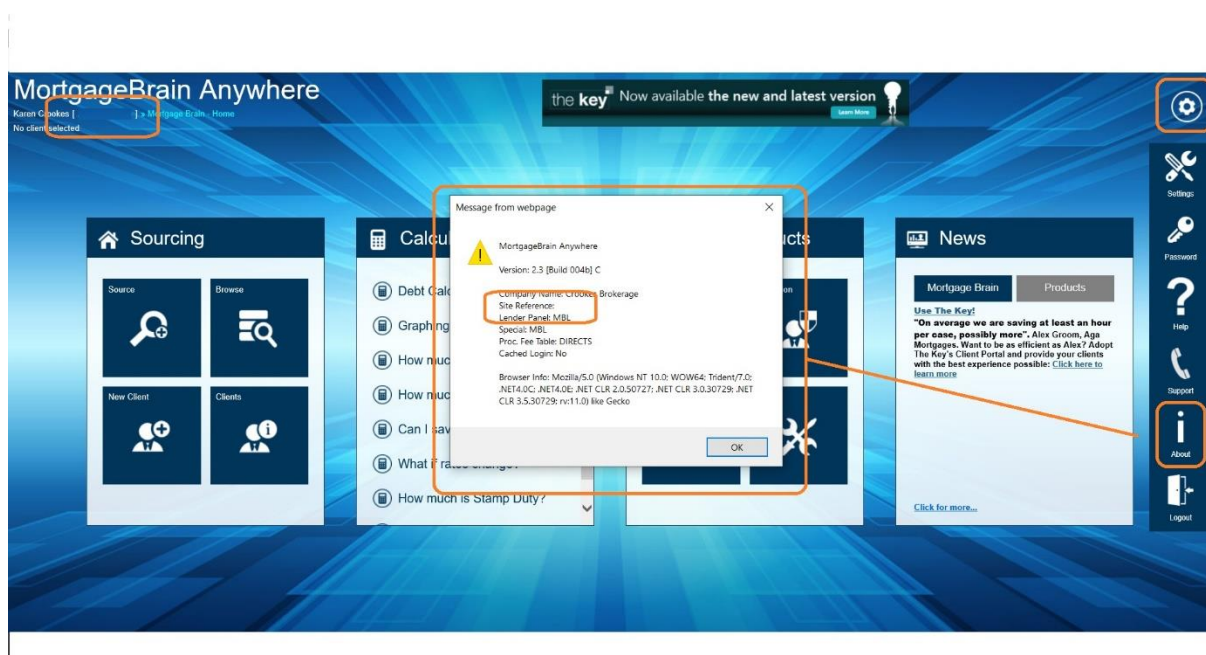 MortgageBrain Anywhere
Karen Crookes [ ] » Mortgage Brain - Home
No client selected
the key Now available the new and latest version
Learn More
Settings
Password
Help
Support
About
Logout
Sourcing
Source
Browse
New Client
Clients
Calcul
Debt Calc
Graphing
How muc
How muc
Can I sav
What if rates change?
How much is Stamp Duty?
ucts
on
Message from webpage
MortgageBrain Anywhere
Version: 2.3 [Build 004b] C
Company Name: Crookes Brokerage
Site Reference:
Lender Panel: MBL
Special: MBL
Proc. Fee Table: DIRECTS
Cached Login: No
Browser Info: Mozilla/5.0 (Windows NT 10.0; WOW64; Trident/7.0;
.NET4.0C; .NET4.0E; .NET CLR 2.0.50727; .NET CLR 3.0.30729; .NET
CLR 3.5.30729; rv:11.0) like Gecko
OK
News
Mortgage Brain
Products
Use The Key!
"On average we are saving at least an hour
per case, possibly more". Alex Groom, Aga
Mortgages. Want to be as efficient as Alex? Adopt
The Key's Client Portal and provide your clients
with the best experience possible: Click here to
learn more
Click for more...